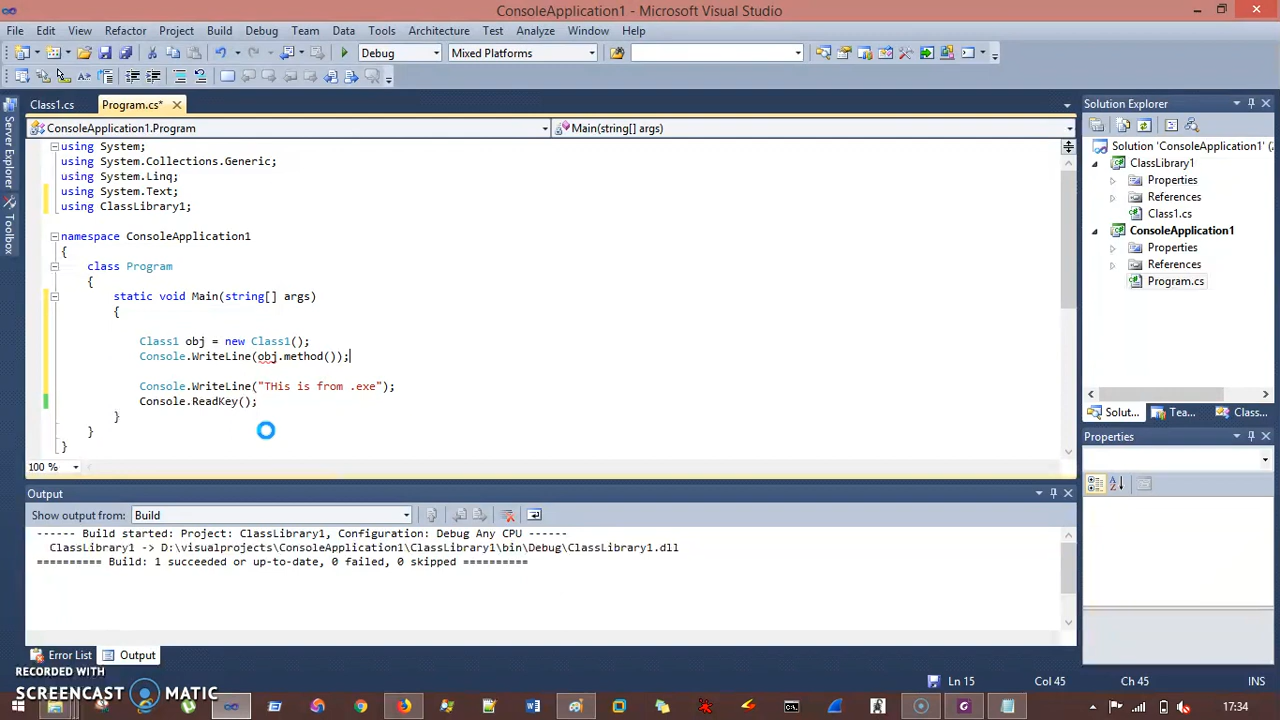 ConsoleApplication1 - Microsoft Visual Studio
File Edit View Refactor Project Build Debug Team Data Tools Architecture Test Analyze Window Help
Debug Mixed Platforms
Class1.cs Program.cs*
ConsoleApplication1.Program Main(string[] args)
using System;
using System.Collections.Generic;
using System.Linq;
using System.Text;
using ClassLibrary1;
namespace ConsoleApplication1
{
class Program
{
static void Main(string[] args)
{
Class1 obj = new Class1();
Console.WriteLine(obj.method());
Console.WriteLine("THis is from .exe");
Console.ReadKey();
}
}
}
100 %
Server Explorer
Toolbox
Solution Explorer
Solution 'ConsoleApplication1' (
ClassLibrary1
Properties
References
Class1.cs
ConsoleApplication1
Properties
References
Program.cs
Solut... Tea... Class...
Properties
Output
Show output from: Build
------ Build started: Project: ClassLibrary1, Configuration: Debug Any CPU ------
ClassLibrary1 -> D:\visualprojects\ConsoleApplication1\ClassLibrary1\bin\Debug\ClassLibrary1.dll
========== Build: 1 succeeded or up-to-date, 0 failed, 0 skipped ==========
Error List Output
Ln 15 Col 45 Ch 45 INS
RECORDED WITH
SCREENCAST MATIC
17:34